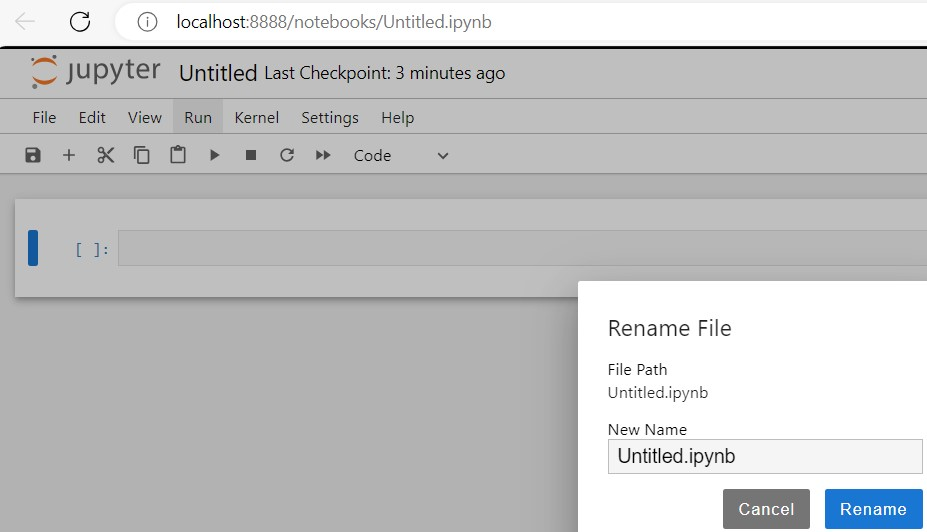 localhost:8888/notebooks/Untitled.ipynb
jupyter Untitled Last Checkpoint: 3 minutes ago
File Edit View Run Kernel Settings Help
Code
[ ]:
Rename File
File Path
Untitled.ipynb
New Name
Untitled.ipynb
Cancel Rename